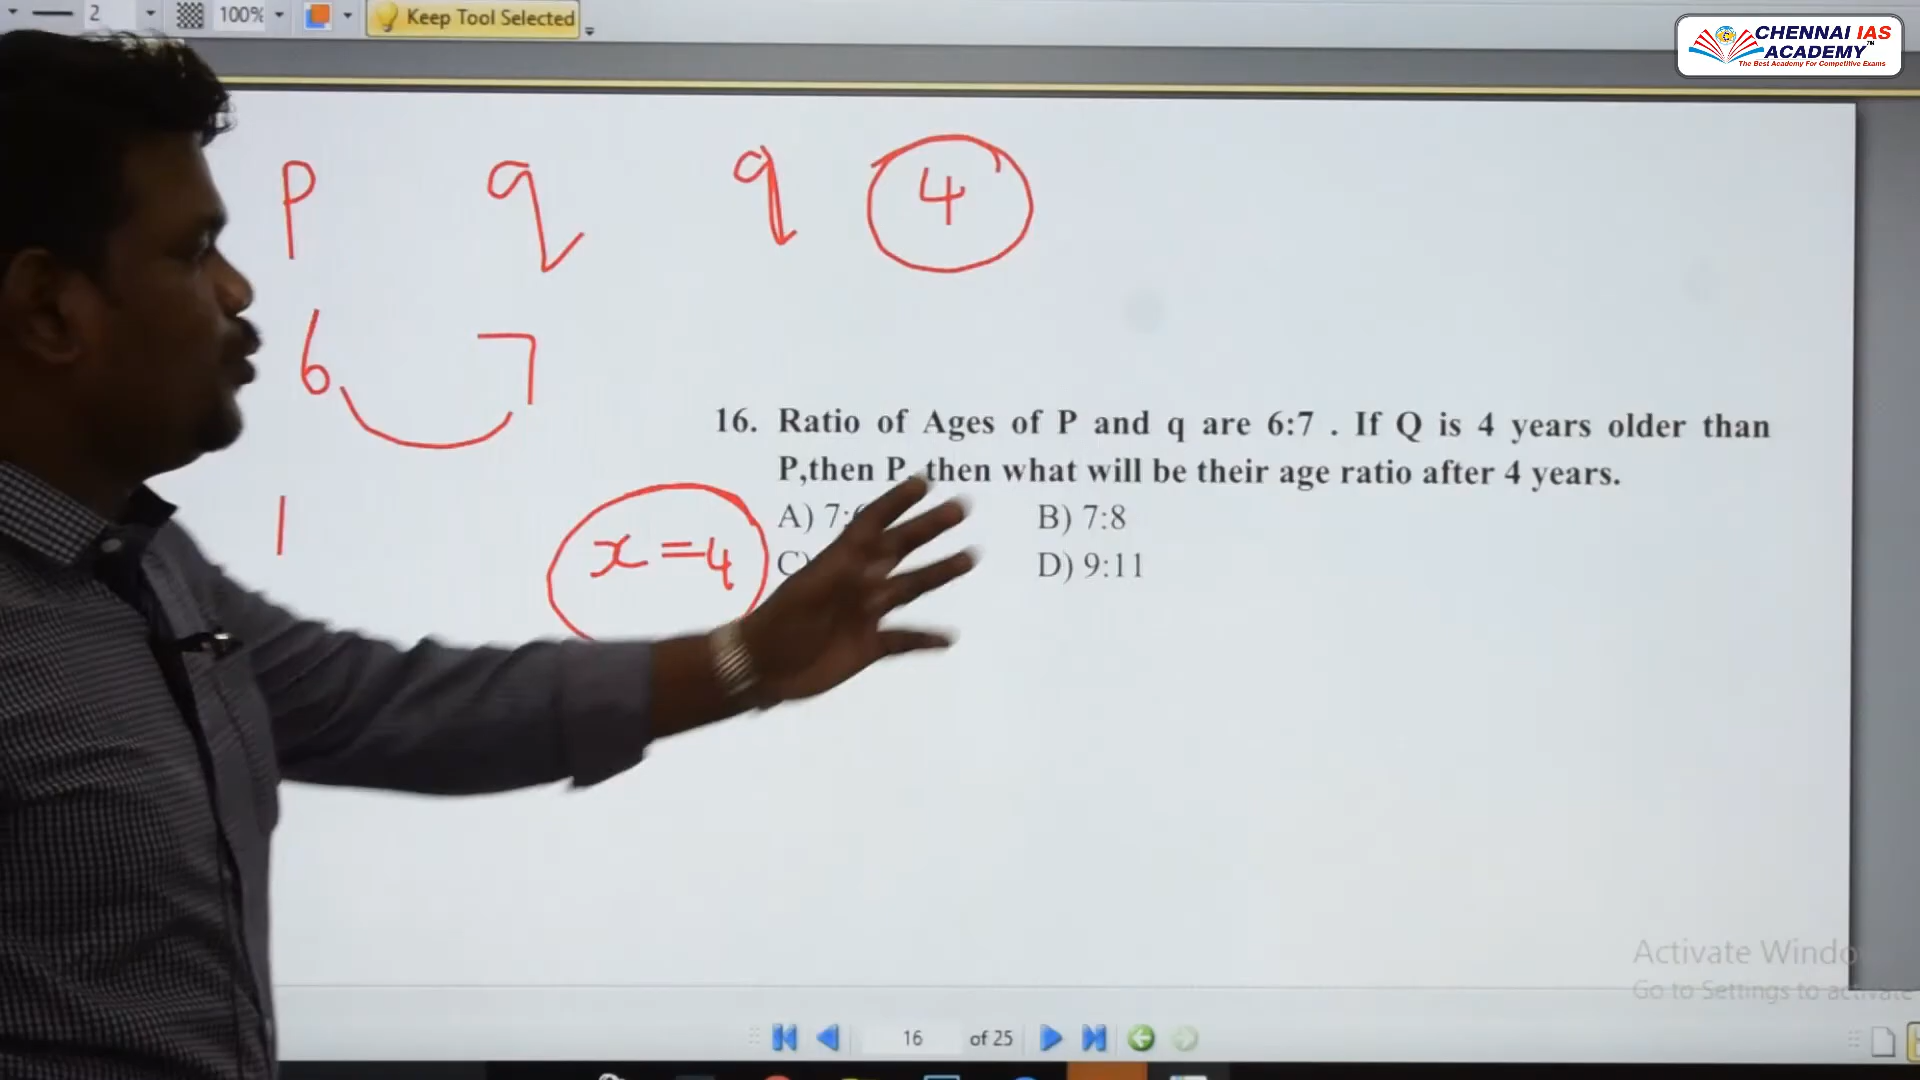 2
100%
Keep Tool Selected
CHENNAI IAS
ACADEMY™
The Best Academy For Competitive Exams
P q q 4
6 7
1
x = 4
16. Ratio of Ages of P and q are 6:7 . If Q is 4 years older than
P,then P, then what will be their age ratio after 4 years.
A) 7: B) 7:8
C) D) 9:11
Activate Windo
Go to Settings to activate
16 of 25